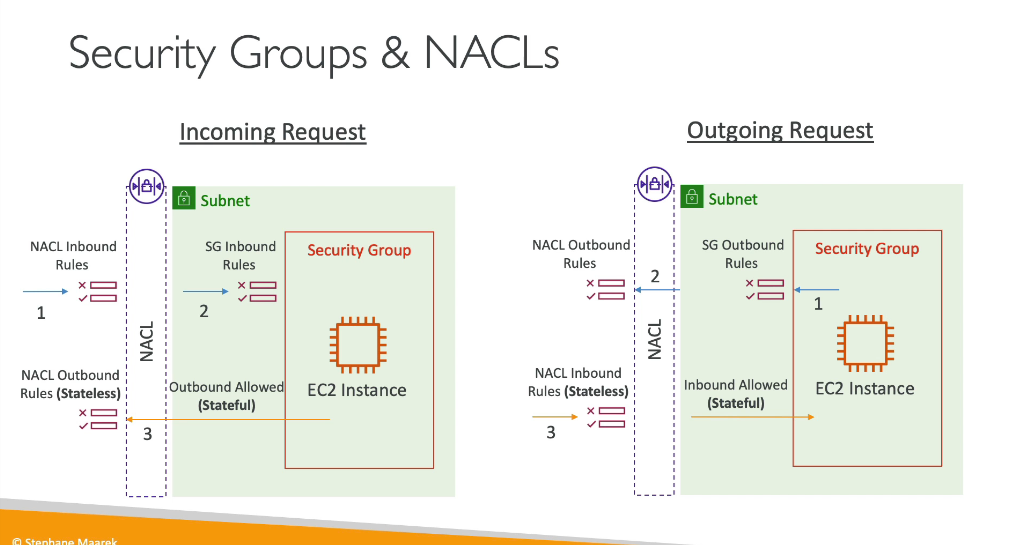 Security Groups & NACLs
Incoming Request
Subnet
NACL Inbound
Rules
SG Inbound
Rules
Security Group
1
2
NACL
EC2 Instance
NACL Outbound
Rules (Stateless)
Outbound Allowed
(Stateful)
3
Outgoing Request
Subnet
NACL Outbound
Rules
SG Outbound
Rules
Security Group
2
1
NACL
EC2 Instance
NACL Inbound
Rules (Stateless)
Inbound Allowed
(Stateful)
3
© Stephane Maarek